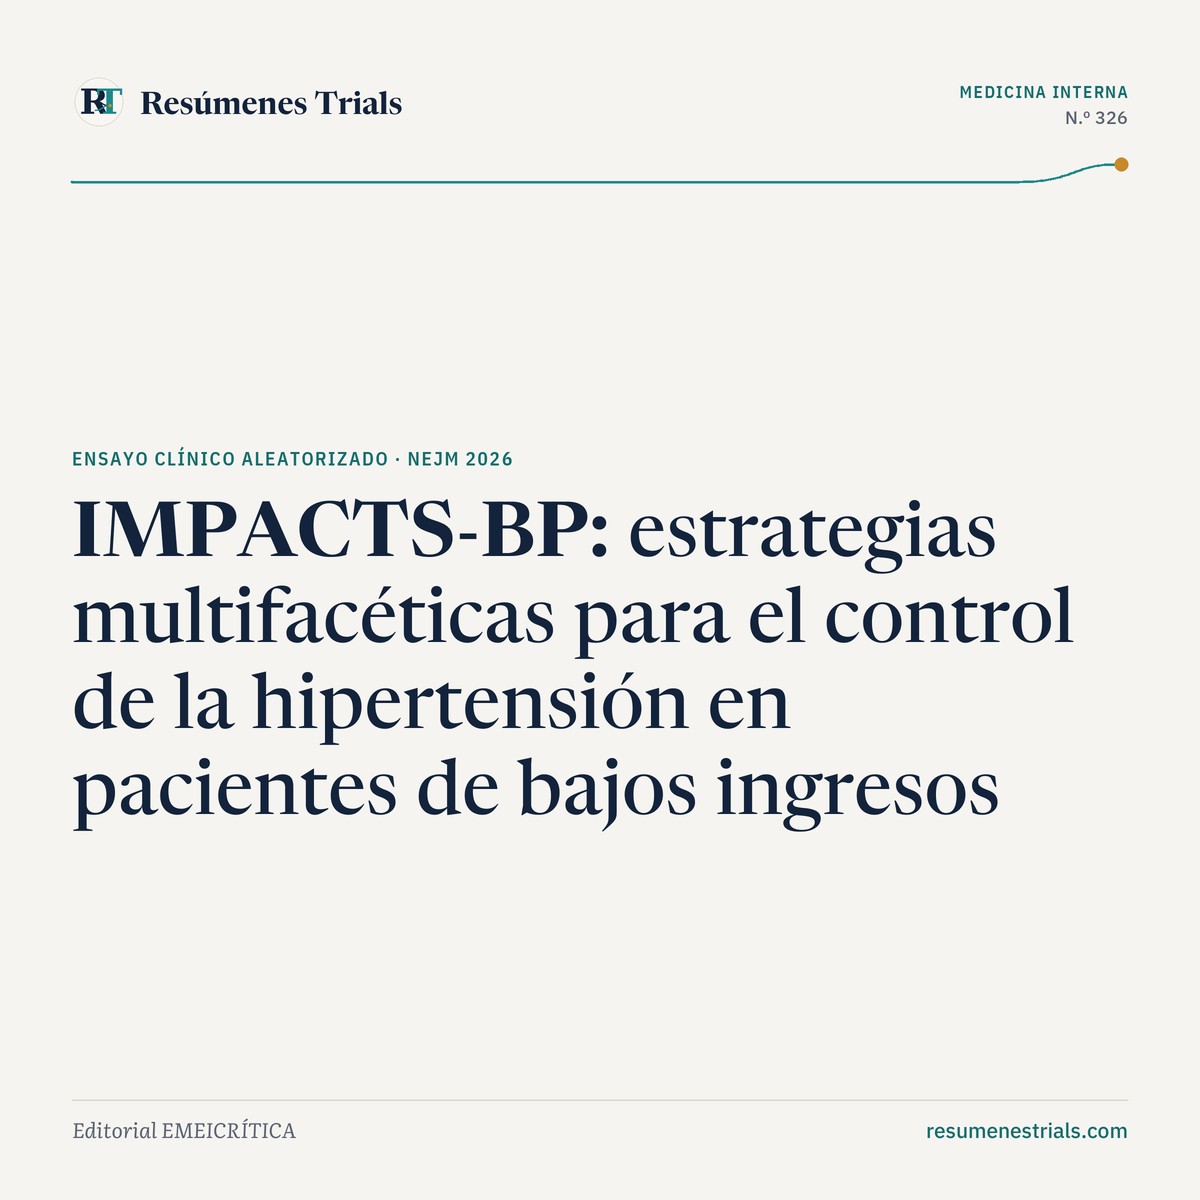 RT Resúmenes Trials
MEDICINA INTERNA
N.º 326
ENSAYO CLÍNICO ALEATORIZADO · NEJM 2026
IMPACTS-BP: estrategias
multifacéticas para el control
de la hipertensión en
pacientes de bajos ingresos
Editorial EMEICRÍTICA
resumenestrials.com